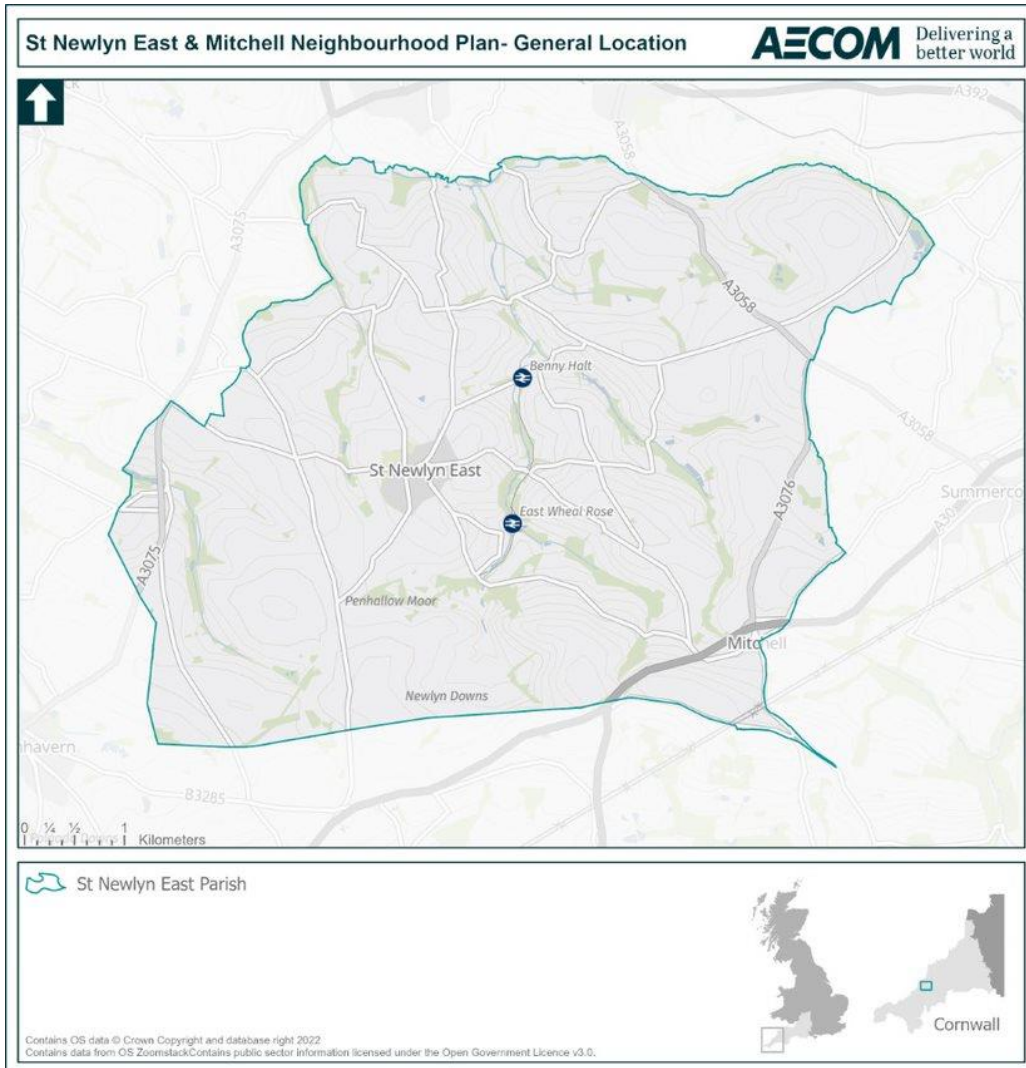 St Newlyn East & Mitchell Neighbourhood Plan- General Location
AECOM
Delivering a
better world
A392
A3058
A3075
A3058
Benny Halt
A3058
St Newlyn East
A3076
Summerco
A30
East Wheal Rose
A3075
Penhallow Moor
Mitchell
Newlyn Downs
nhavern
B3285
0 ¼ ½ 1
Kilometers
St Newlyn East Parish
Cornwall
Contains OS data © Crown Copyright and database right 2022
Contains data from OS ZoomstackContains public sector information licensed under the Open Government Licence v3.0.